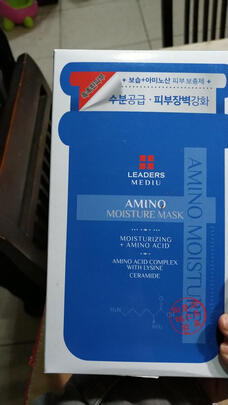 + 보습+아미노산 피부 보충제 +
수분공급 · 피부장벽강화
LEADERS
MEDIU
AMINO
MOISTURE MASK
MOISTURIZING
+ AMINO ACID
AMINO ACID COMPLEX
WITH LYSINE
CERAMIDE
AMINO MOISTURE